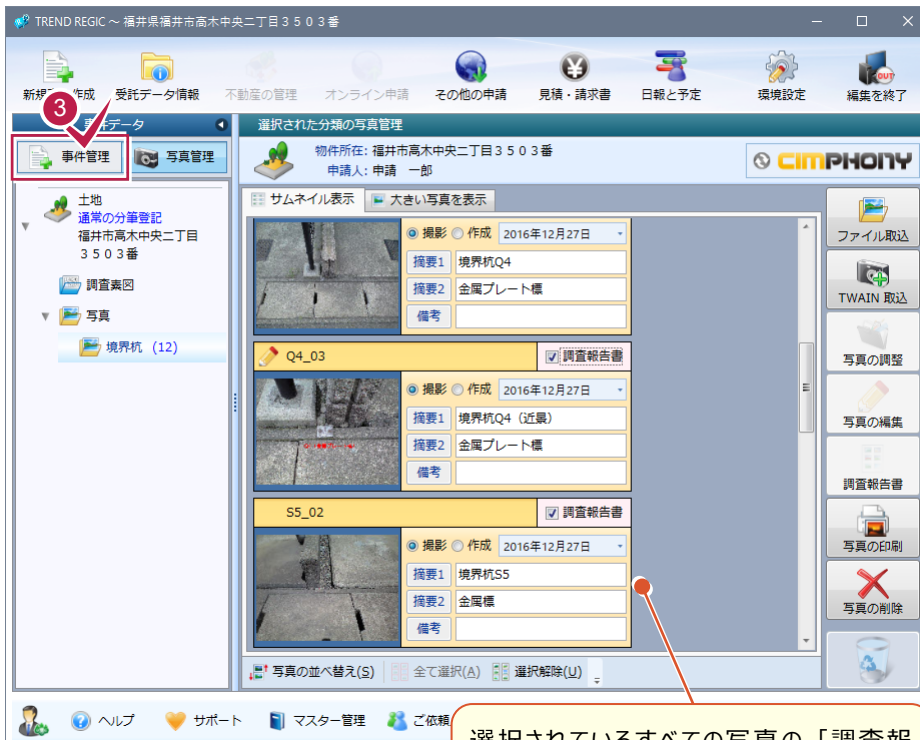 TREND REGIC ～ 福井県福井市高木中央二丁目３５０３番
受託データ情報
不動産の管理
オンライン申請
その他の申請
見積・請求書
日報と予定
環境設定
編集を終了
3
選択された分類の写真管理
事件管理
写真管理
物件所在: 福井市高木中央二丁目３５０３番
申請人: 申請　一郎
CIMPHONY
土地
通常の分筆登記
福井市高木中央二丁目
３５０３番
調査素図
写真
境界杭 (12)
サムネイル表示
大きい写真を表示
撮影 作成 2016年12月27日
摘要1 境界杭Q4
摘要2 金属プレート標
備考
Q4_03 調査報告書
撮影 作成 2016年12月27日
摘要1 境界杭Q4（近景）
摘要2 金属プレート標
備考
S5_02 調査報告書
撮影 作成 2016年12月27日
摘要1 境界杭S5
摘要2 金属標
備考
写真の並べ替え(S) 全て選択(A) 選択解除(U)
ファイル取込
TWAIN 取込
写真の調整
写真の編集
調査報告書
写真の印刷
写真の削除
ヘルプ
サポート
マスター管理
ご依頼
選択されているすべての写真の「調査報